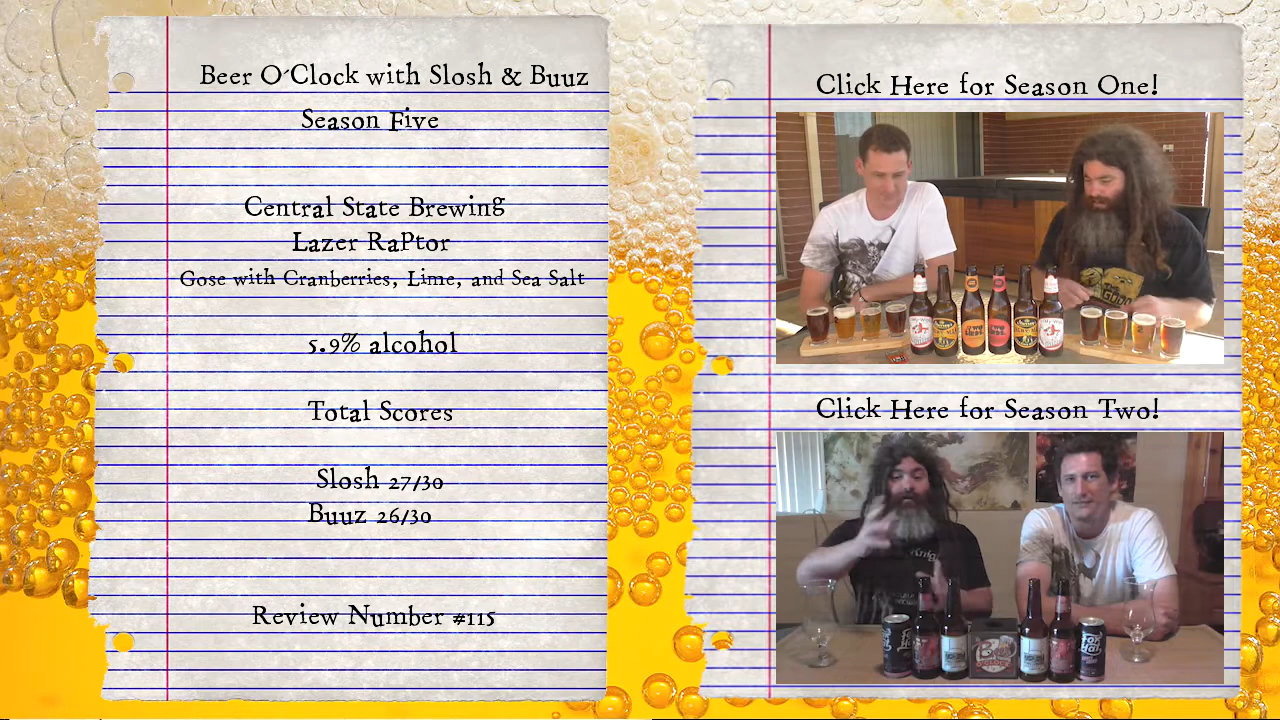 Beer O'Clock with Slosh & Buuz
Season Five
Central State Brewing
Lazer RaPtor
Gose with Cranberries, Lime, and Sea Salt
5.9% alcohol
Total Scores
Slosh 27/30
Buuz 26/30
Review Number #115
Click Here for Season One!
Click Here for Season Two!